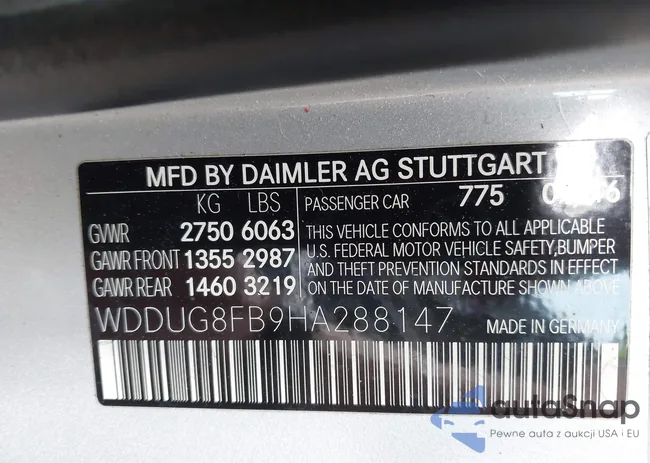 MFD BY DAIMLER AG STUTTGART
KG LBS
GVWR 2750 6063
GAWR FRONT 1355 2987
GAWR REAR 1460 3219
PASSENGER CAR 775
THIS VEHICLE CONFORMS TO ALL APPLICABLE
U.S. FEDERAL MOTOR VEHICLE SAFETY,BUMPER
AND THEFT PREVENTION STANDARDS IN EFFECT
ON THE DATE OF MANUFACTURE SHOWN ABOVE
WDDUG8FB9HA288147
MADE IN GERMANY
autoSnap
Pewne auta z aukcji USA i EU